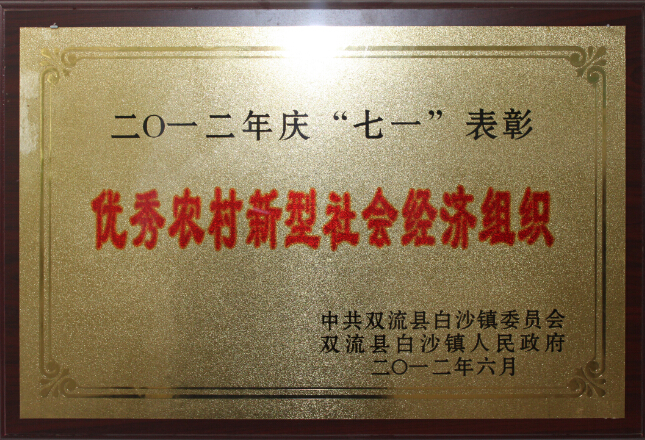 二〇一二年庆“七一”表彰
优秀农村新型社会经济组织
中共双流县白沙镇委员会
双流县白沙镇人民政府
二〇一二年六月